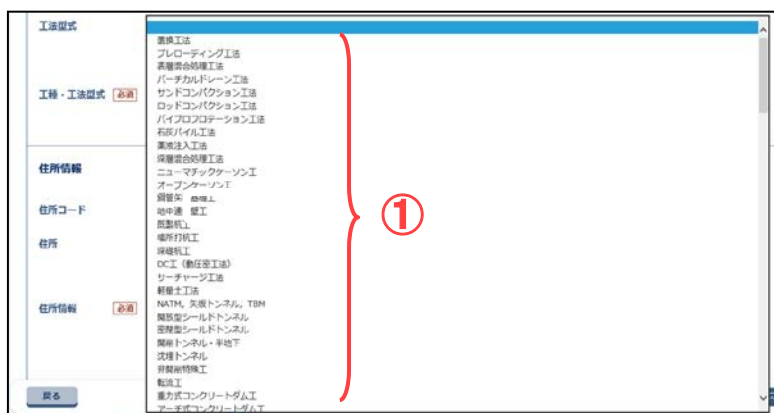 工法型式
置換工法
プレローディング工法
表層混合処理工法
バーチカルドレーン工法
工種・工法型式 必須
サンドコンパクション工法
ロッドコンパクション工法
バイブロフローテーション工法
石灰パイル工法
薬液注入工法
深層混合処理工法
住所情報
ニューマチックケーソン工
オープンケーソン工
鋼管矢 基礎工
住所コード
地中連 壁工
既製杭工
①
場所打杭工
住所
深礎杭工
DC工(動圧密工法)
サーチャージ工法
軽量土工法
住所情報 必須
NATM, 矢板トンネル, TBM
開放型シールドトンネル
密閉型シールドトンネル
開削トンネル・半地下
沈埋トンネル
非開削特殊工
転流工
戻る
重力式コンクリートダム工
アーチ式コンクリートダム工